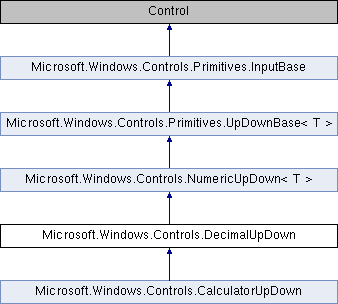 Control
Microsoft.Windows.Controls.Primitives.InputBase
Microsoft.Windows.Controls.Primitives.UpDownBase< T >
Microsoft.Windows.Controls.NumericUpDown< T >
Microsoft.Windows.Controls.DecimalUpDown
Microsoft.Windows.Controls.CalculatorUpDown